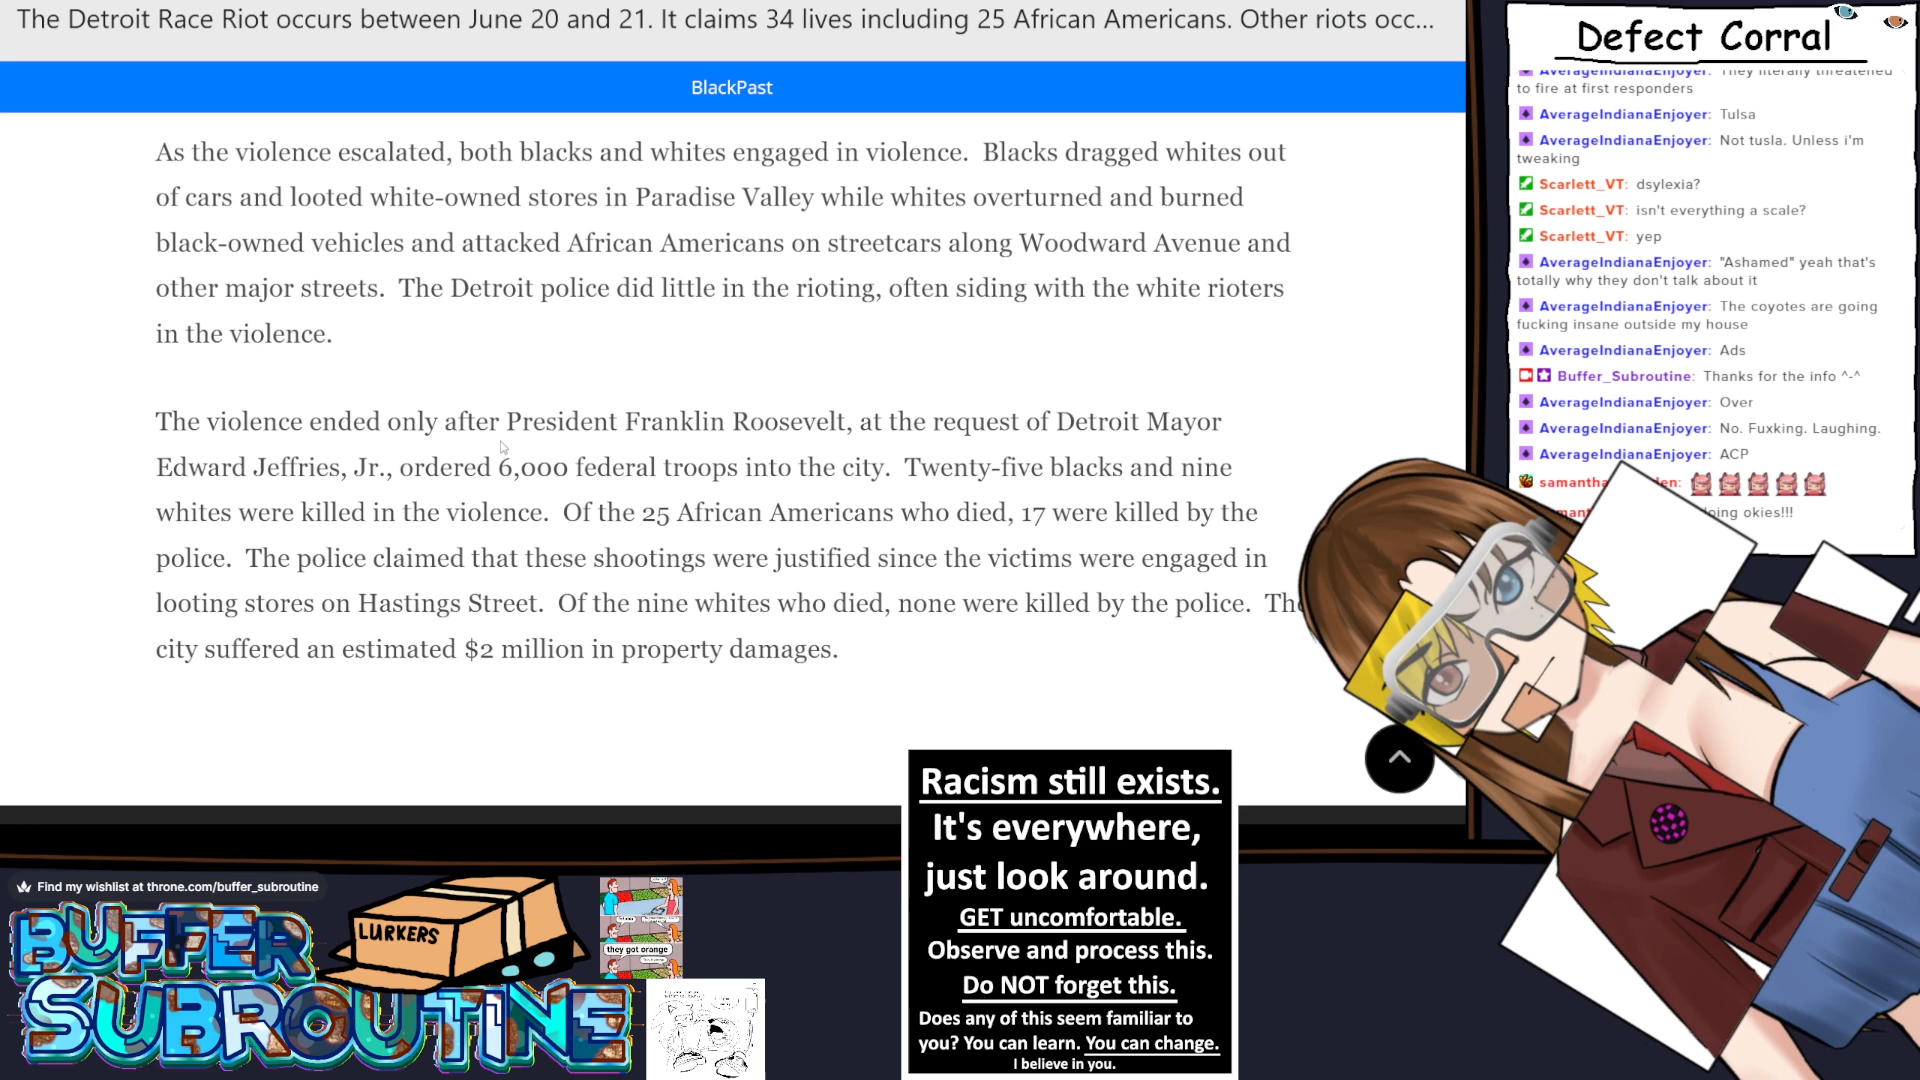 The Detroit Race Riot occurs between June 20 and 21. It claims 34 lives including 25 African Americans. Other riots occ...
BlackPast
As the violence escalated, both blacks and whites engaged in violence.  Blacks dragged whites out
of cars and looted white-owned stores in Paradise Valley while whites overturned and burned
black-owned vehicles and attacked African Americans on streetcars along Woodward Avenue and
other major streets.  The Detroit police did little in the rioting, often siding with the white rioters
in the violence.
The violence ended only after President Franklin Roosevelt, at the request of Detroit Mayor
Edward Jeffries, Jr., ordered 6,000 federal troops into the city.  Twenty-five blacks and nine
whites were killed in the violence.  Of the 25 African Americans who died, 17 were killed by the
police.  The police claimed that these shootings were justified since the victims were engaged in
looting stores on Hastings Street.  Of the nine whites who died, none were killed by the police.  The
city suffered an estimated $2 million in property damages.
Defect Corral
AverageIndianaEnjoyer: They literally threatened
to fire at first responders
AverageIndianaEnjoyer: Tulsa
AverageIndianaEnjoyer: Not tusla. Unless i'm
tweaking
Scarlett_VT: dsylexia?
Scarlett_VT: isn't everything a scale?
Scarlett_VT: yep
AverageIndianaEnjoyer: "Ashamed" yeah that's
totally why they don't talk about it
AverageIndianaEnjoyer: The coyotes are going
fucking insane outside my house
AverageIndianaEnjoyer: Ads
Buffer_Subroutine: Thanks for the info ^-^
AverageIndianaEnjoyer: Over
AverageIndianaEnjoyer: No. Fuxking. Laughing.
AverageIndianaEnjoyer: ACP
samantha
okies!!!
Racism still exists.
It's everywhere,
just look around.
GET uncomfortable.
Observe and process this.
Do NOT forget this.
Does any of this seem familiar to
you? You can learn. You can change.
I believe in you.
Find my wishlist at throne.com/buffer_subroutine
BUFFER
SUBROUTINE
LURKERS
they got orange